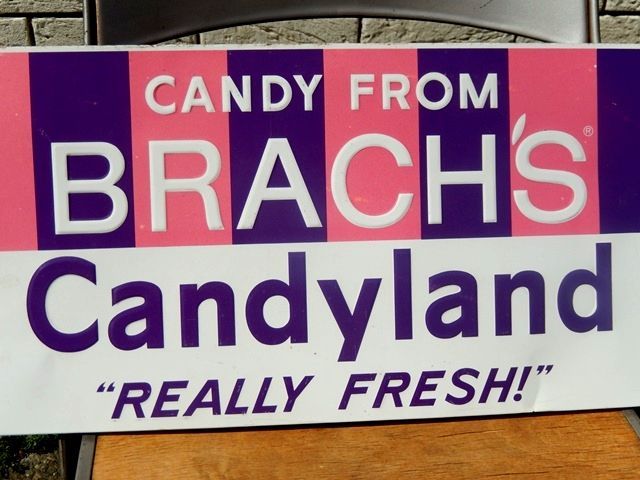 CANDY FROM
BRACH'S®
Candyland
"REALLY FRESH!"